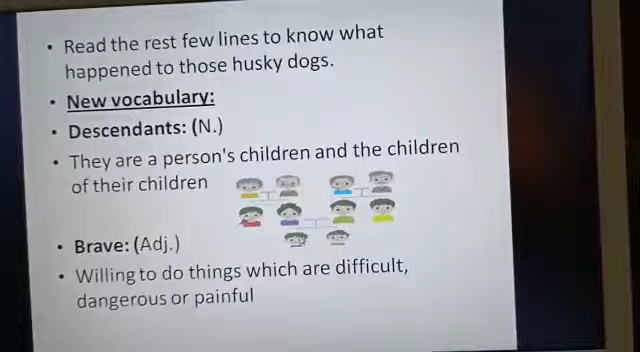 • Read the rest few lines to know what
happened to those husky dogs.
• New vocabulary:
• Descendants: (N.)
• They are a person's children and the children
of their children
• Brave: (Adj.)
• Willing to do things which are difficult,
dangerous or painful